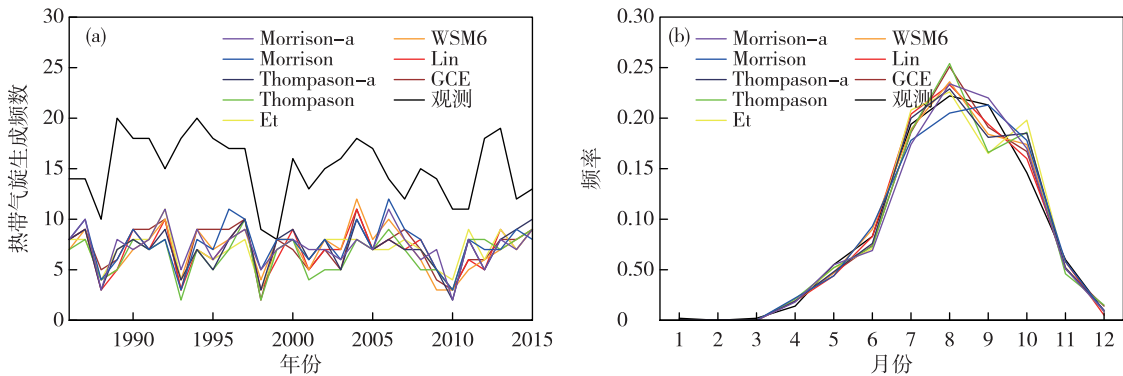 (a)
30
25
20
15
10
5
0
热带气旋生成频数
1990 1995 2000 2005 2010 2015
年份
Morrison-a
Morrison
Thompason-a
Thompason
Et
WSM6
Lin
GCE
观测
(b)
0.30
0.25
0.20
0.15
0.10
0.50
0
频率
1 2 3 4 5 6 7 8 9 10 11 12
月份
Morrison-a
Morrison
Thompason-a
Thompason
Et
WSM6
Lin
GCE
观测